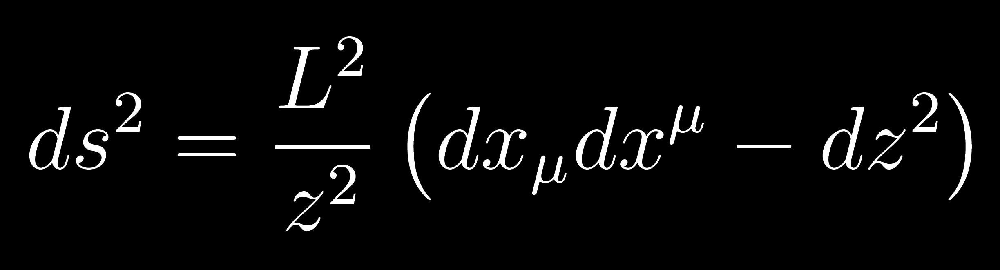 $ds^2 = \frac{L^2}{z^2} \left( dx_\mu dx^\mu - dz^2 \right)$